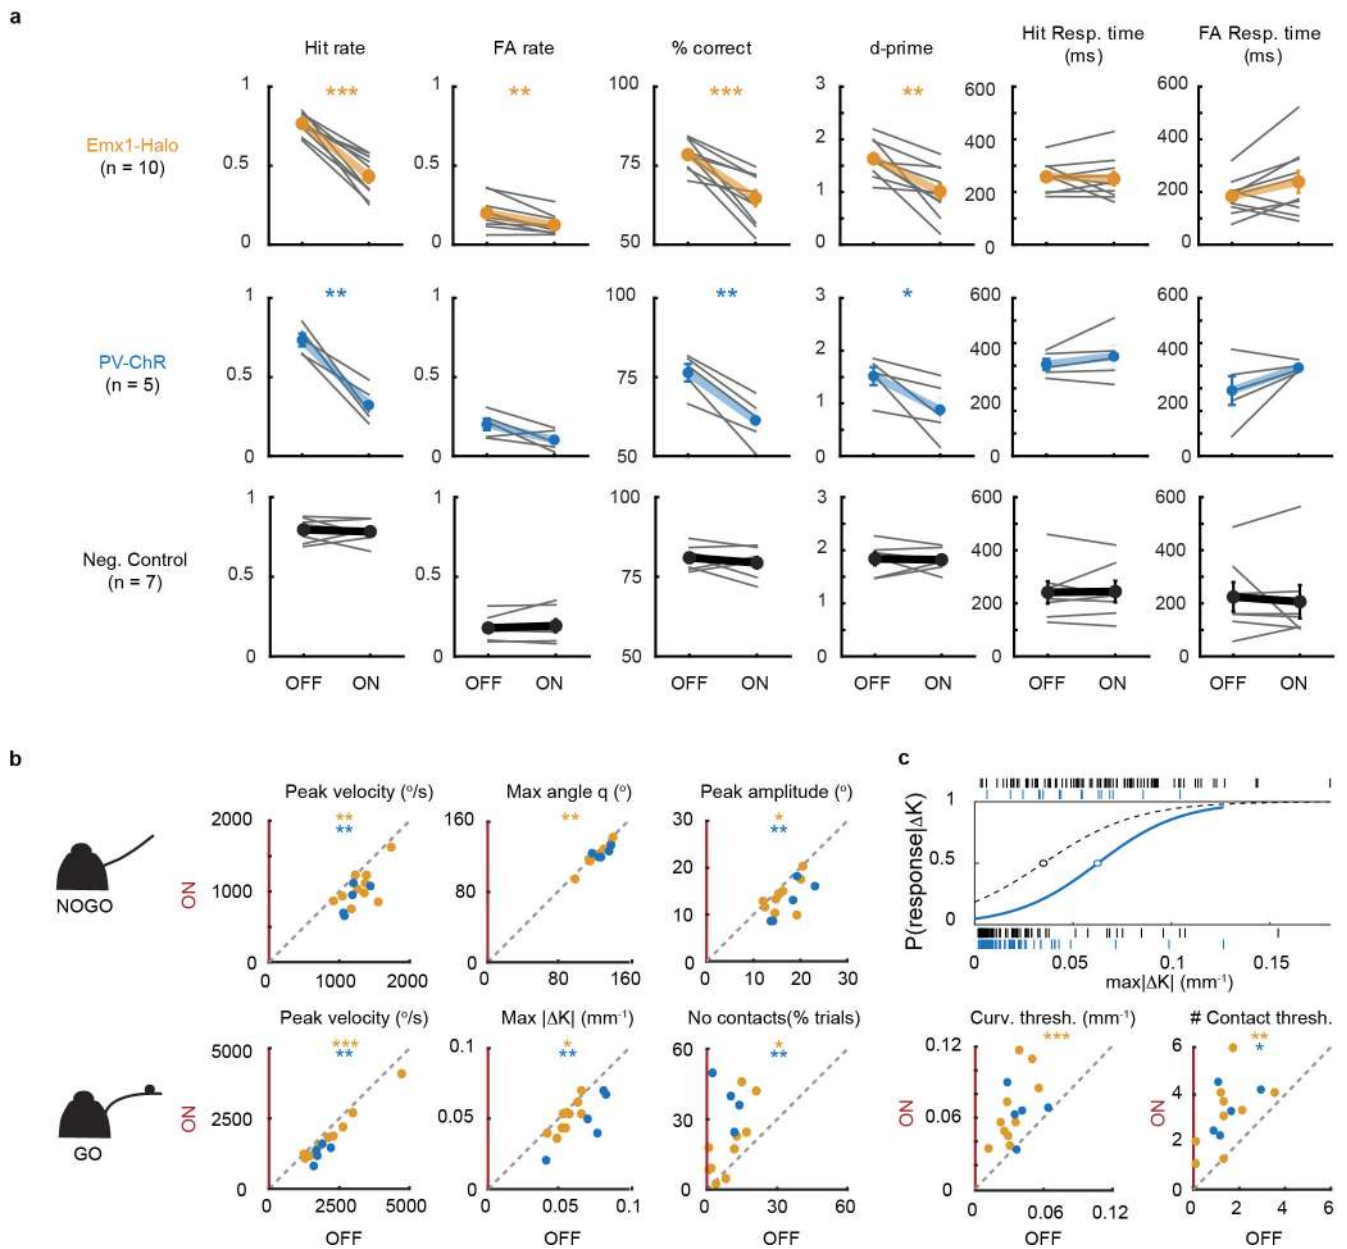 a
Hit rate
FA rate
% correct
d-prime
Hit Resp. time
(ms)
FA Resp. time
(ms)
Emx1-Halo
(n = 10)
1
0.5
0
***
1
0.5
0
**
100
75
50
***
3
2
1
0
**
600
400
200
0
600
400
200
0
PV-ChR
(n = 5)
1
0.5
0
**
1
0.5
0
100
75
50
**
3
2
1
0
*
600
400
200
0
600
400
200
0
Neg. Control
(n = 7)
1
0.5
0
1
0.5
0
100
75
50
3
2
1
0
600
400
200
0
600
400
200
0
OFF ON
OFF ON
OFF ON
OFF ON
OFF ON
OFF ON
b
NOGO
Peak velocity (º/s)
**
**
2000
1000
0
ON
0 1000 2000
Max angle q (º)
**
160
80
0
0 80 160
Peak amplitude (º)
*
**
30
20
10
0
0 10 20 30
GO
Peak velocity (º/s)
***
**
5000
2500
0
ON
0 2500 5000
OFF
Max |ΔK| (mm⁻¹)
*
**
0.1
0.05
0
0 0.05 0.1
OFF
No contacts(% trials)
*
**
60
30
0
0 30 60
OFF
c
P(response|ΔK)
1
0.5
0
0 0.05 0.1 0.15
max|ΔK| (mm⁻¹)
Curv. thresh. (mm⁻¹)
***
0.12
0.06
0
ON
0 0.06 0.12
OFF
# Contact thresh.
**
*
6
4
2
0
ON
0 2 4 6
OFF